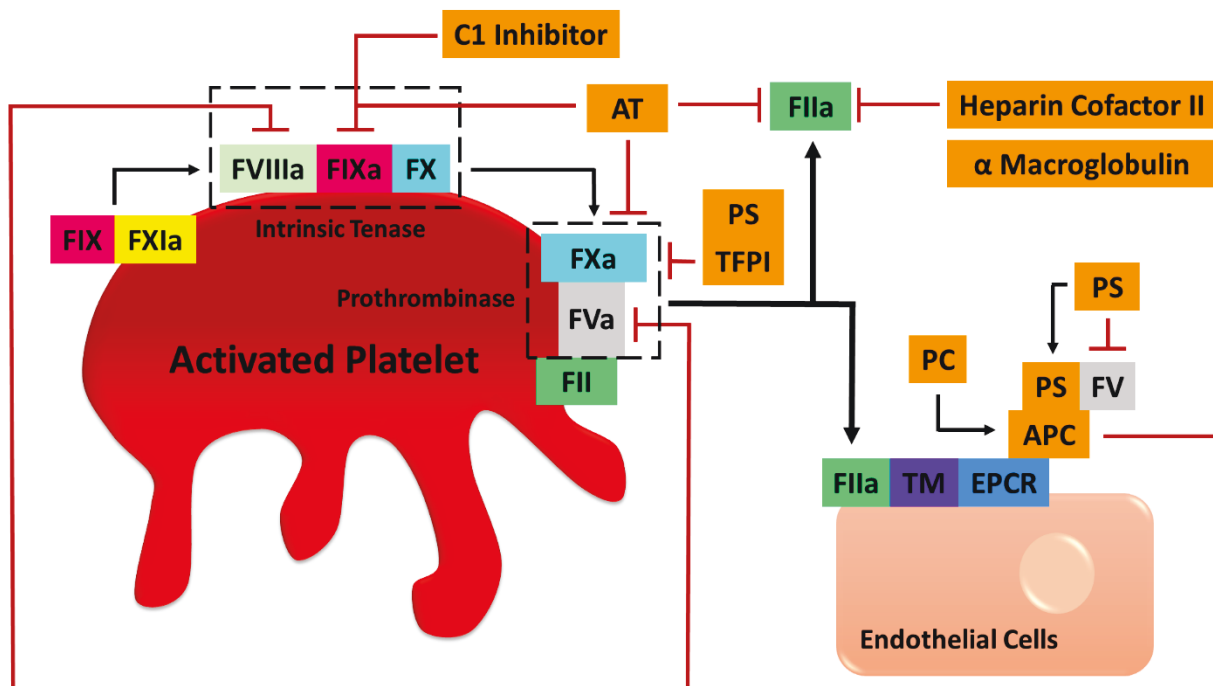 C1 Inhibitor
AT
FIIa
Heparin Cofactor II
α Macroglobulin
FVIIIa FIXa FX
FIX FXIa
Intrinsic Tenase
PS
TFPI
FXa
Prothrombinase
FVa
Activated Platelet
FII
PS
PC
PS FV
APC
FIIa TM EPCR
Endothelial Cells